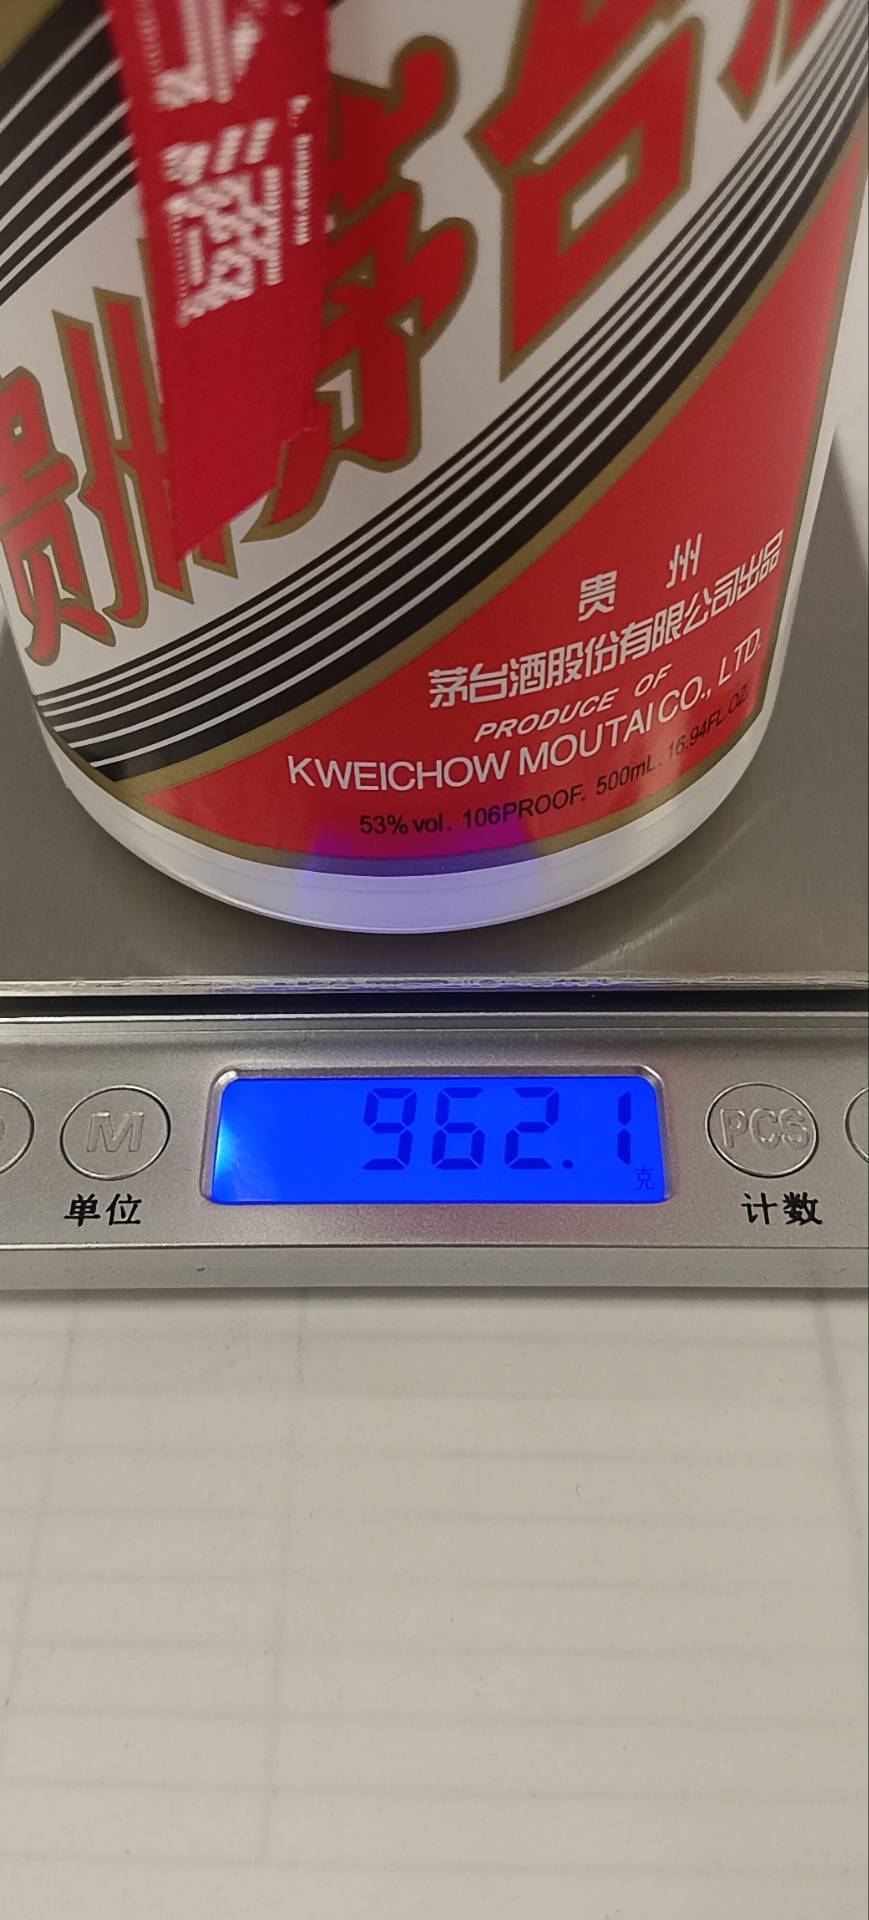 贵州茅台
贵州
茅台酒股份有限公司出品
PRODUCE OF
KWEICHOW MOUTAI CO., LTD.
53% vol. 106PROOF. 500mL. 16.94FL.OZ.
962.1
克
M
PCS
单位
计数